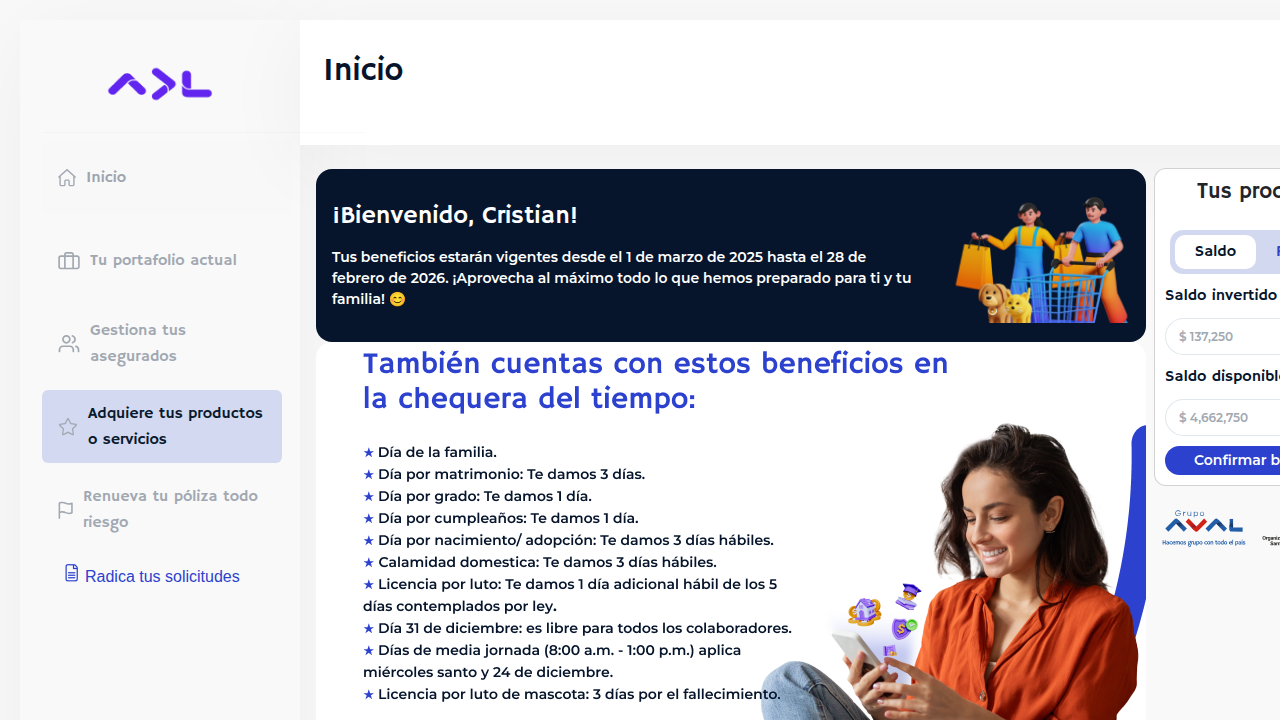 Inicio
Inicio
Tu portafolio actual
Gestiona tus
asegurados
Adquiere tus productos
o servicios
Renueva tu póliza todo
riesgo
Radica tus solicitudes
¡Bienvenido, Cristian!
Tus beneficios estarán vigentes desde el 1 de marzo de 2025 hasta el 28 de
febrero de 2026. ¡Aprovecha al máximo todo lo que hemos preparado para ti y tu
familia! 😊
También cuentas con estos beneficios en
la chequera del tiempo:
★ Día de la familia.
★ Día por matrimonio: Te damos 3 días.
★ Día por grado: Te damos 1 día.
★ Día por cumpleaños: Te damos 1 día.
★ Día por nacimiento/ adopción: Te damos 3 días hábiles.
★ Calamidad domestica: Te damos 3 días hábiles.
★ Licencia por luto: Te damos 1 día adicional hábil de los 5
días contemplados por ley.
★ Día 31 de diciembre: es libre para todos los colaboradores.
★ Días de media jornada (8:00 a.m. - 1:00 p.m.) aplica
miércoles santo y 24 de diciembre.
★ Licencia por luto de mascota: 3 días por el fallecimiento.
Tus proc
Saldo
Saldo invertido
$ 137,250
Saldo disponible
$ 4,662,750
Confirmar b
Grupo
AVAL
Hacemos grupo con todo el país